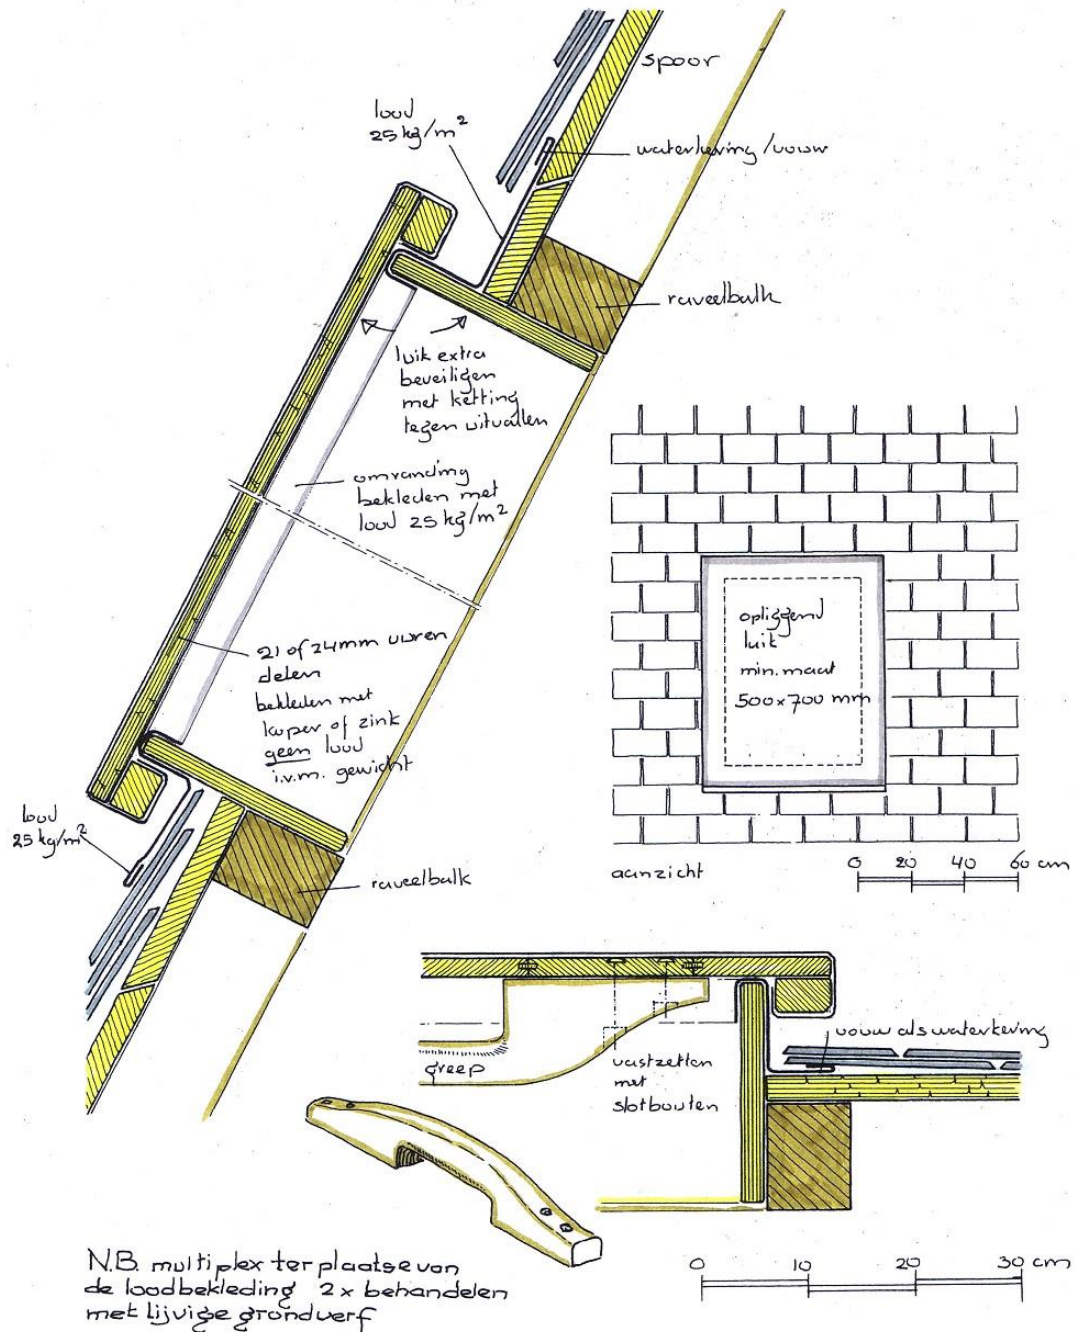 spoor
lood
25 kg/m²
waterkering/vouw
raveelbalk
luik extra
beveiligen
met ketting
tegen uitvallen
omranding
bekleden met
lood 25 kg/m²
21 of 24mm vuren
delen
bekleden met
koper of zink
geen lood
i.v.m. gewicht
opliggend
luik
min. maat
500 x 700 mm
lood
25 kg/m²
raveelbalk
aanzicht
0 20 40 60 cm
vouw als waterkering
greep
vastzetten
met
slotbouten
N.B. multiplex ter plaatse van
de loodbekleding 2x behandelen
met lijvige grondverf
0 10 20 30 cm